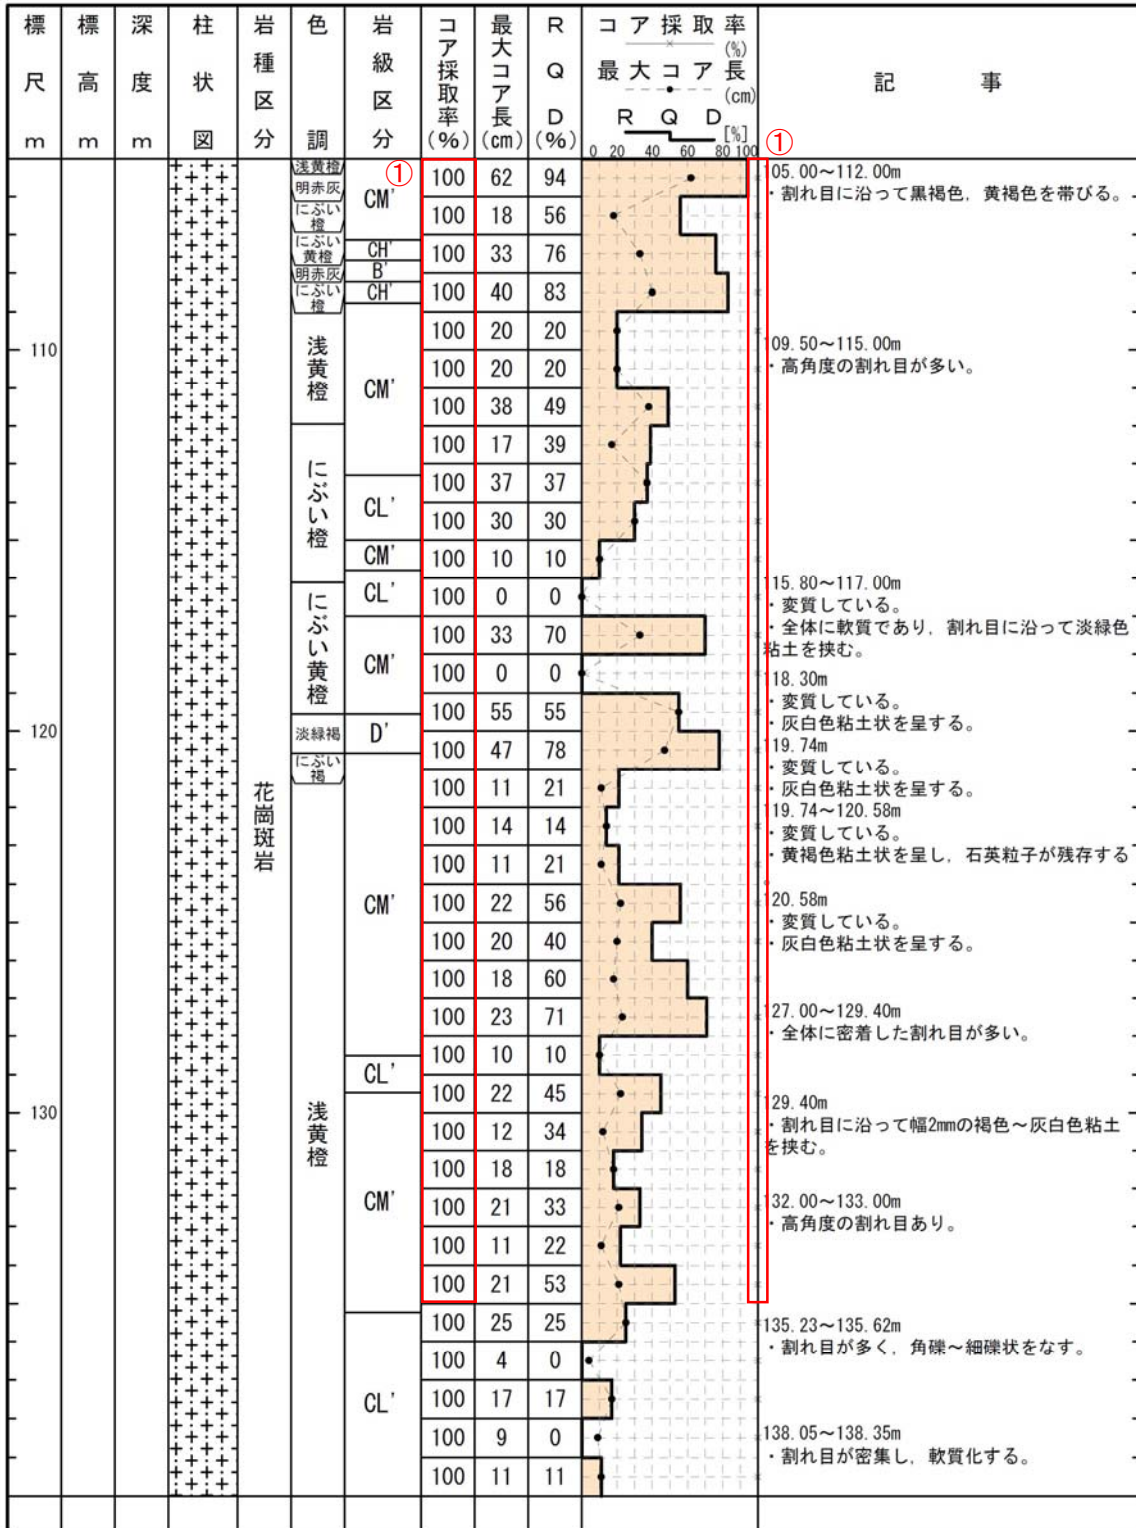 標尺m
標高m
深度m
柱状図
岩種区分
色調
岩級区分
コア採取率(%)
最大コア長(cm)
RQD(%)
コア採取率(%)
最大コア長(cm)
RQD[%]
0 20 40 60 80 100
記事
①
①
110
120
130
花崗斑岩
浅黄橙
明赤灰
にぶい橙
にぶい黄橙
明赤灰
にぶい橙
浅黄橙
にぶい橙
にぶい黄橙
淡緑褐
にぶい褐
浅黄橙
CM'
CH'
B'
CH'
CM'
CL'
CM'
CL'
CM'
D'
CM'
CL'
CM'
CL'
100 62 94
100 18 56
100 33 76
100 40 83
100 20 20
100 20 20
100 38 49
100 17 39
100 37 37
100 30 30
100 10 10
100 0 0
100 33 70
100 0 0
100 55 55
100 47 78
100 11 21
100 14 14
100 11 21
100 22 56
100 20 40
100 18 60
100 23 71
100 10 10
100 22 45
100 12 34
100 18 18
100 21 33
100 11 22
100 21 53
100 25 25
100 4 0
100 17 17
100 9 0
100 11 11
105.00～112.00m
・割れ目に沿って黒褐色，黄褐色を帯びる。
109.50～115.00m
・高角度の割れ目が多い。
115.80～117.00m
・変質している。
・全体に軟質であり，割れ目に沿って淡緑色
粘土を挟む。
118.30m
・変質している。
・灰白色粘土状を呈する。
119.74m
・変質している。
・灰白色粘土状を呈する。
119.74～120.58m
・変質している。
・黄褐色粘土状を呈し，石英粒子が残存する
。
120.58m
・変質している。
・灰白色粘土状を呈する。
127.00～129.40m
・全体に密着した割れ目が多い。
129.40m
・割れ目に沿って幅2mmの褐色～灰白色粘土
を挟む。
132.00～133.00m
・高角度の割れ目あり。
135.23～135.62m
・割れ目が多く，角礫～細礫状をなす。
138.05～138.35m
・割れ目が密集し，軟質化する。